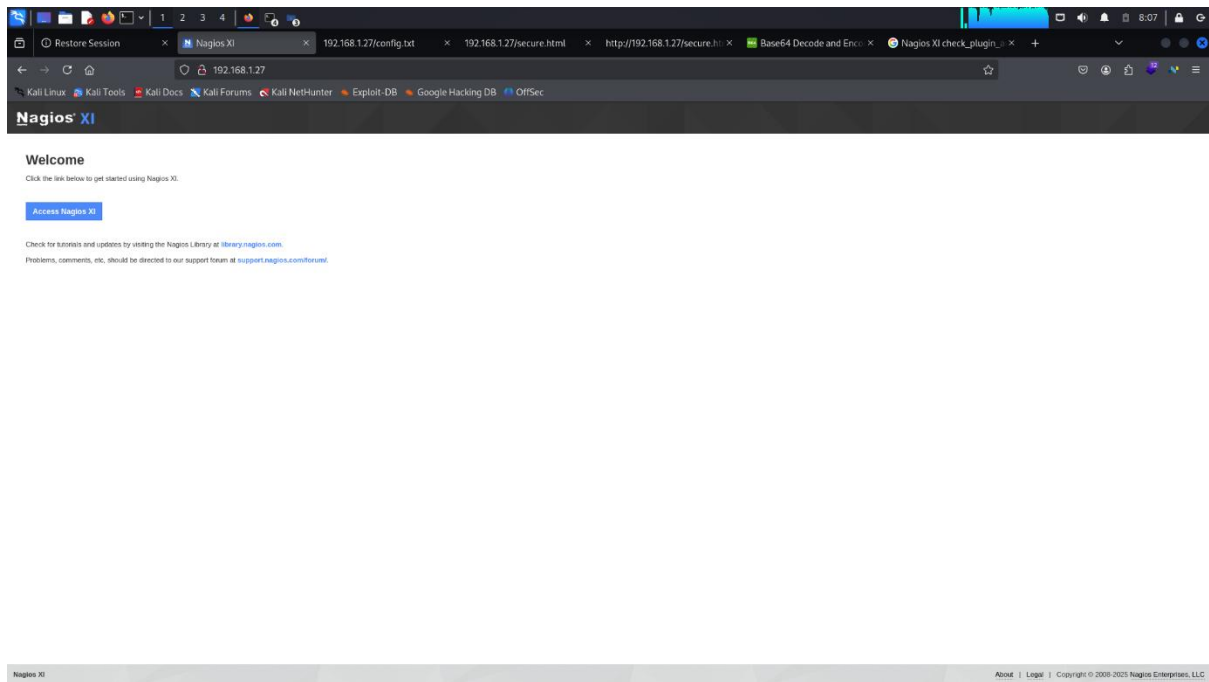 1 2 3 4 8:07
Restore Session Nagios XI 192.168.1.27/config.txt 192.168.1.27/secure.html http://192.168.1.27/secure.ht Base64 Decode and Enco Nagios XI check_plugin_
192.168.1.27
Kali Linux Kali Tools Kali Docs Kali Forums Kali NetHunter Exploit-DB Google Hacking DB OffSec
Nagios XI
Welcome
Click the link below to get started using Nagios XI.
Access Nagios XI
Check for tutorials and updates by visiting the Nagios Library at library.nagios.com.
Problems, comments, etc, should be directed to our support forum at support.nagios.com/forum/.
Nagios XI About | Legal | Copyright © 2008-2025 Nagios Enterprises, LLC